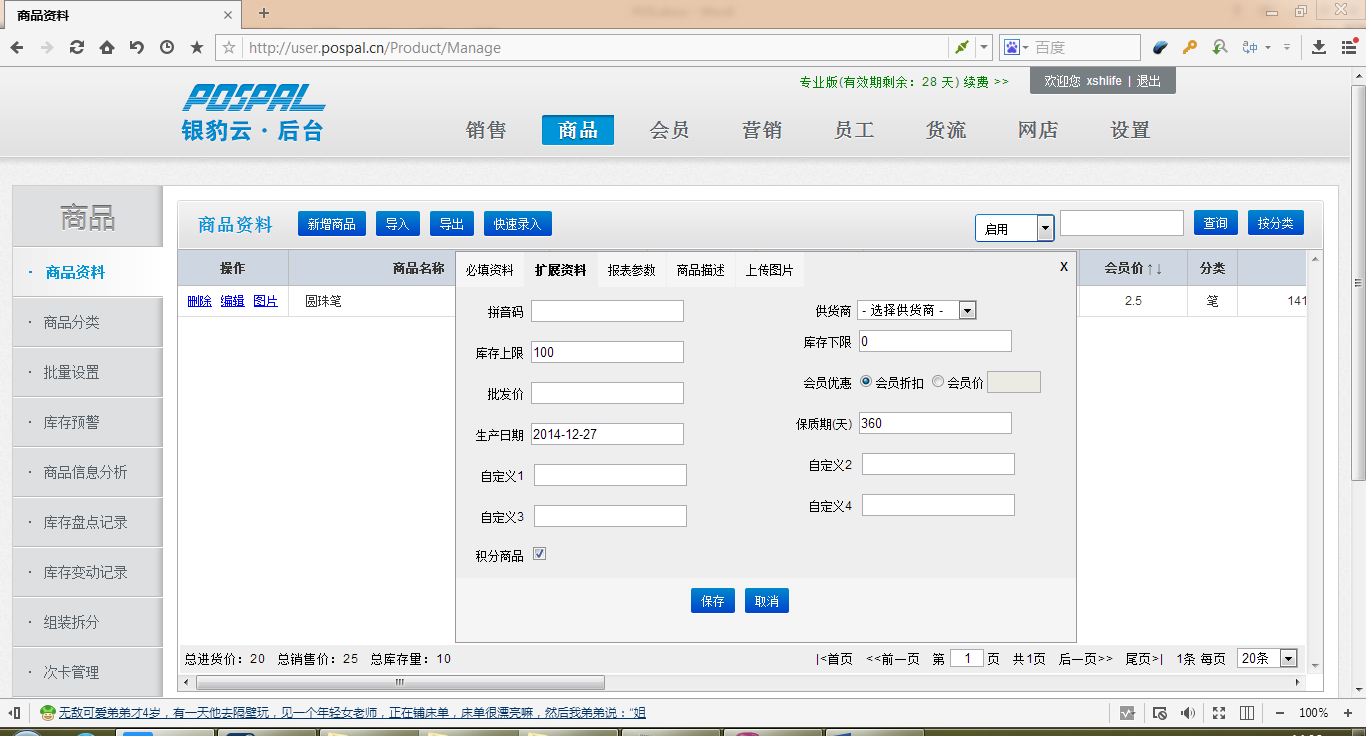 商品资料
http://user.pospal.cn/Product/Manage
百度
专业版(有效期剩余：28 天) 续费 >>
欢迎您 xshlife | 退出
POSPAL
银豹云·后台
销售 商品 会员 营销 员工 货流 网店 设置
商品
· 商品资料
· 商品分类
· 批量设置
· 库存预警
· 商品信息分析
· 库存盘点记录
· 库存变动记录
· 组装拆分
· 次卡管理
商品资料 新增商品 导入 导出 快速录入 启用 查询 按分类
操作 商品名称 会员价↑↓ 分类
删除 编辑 图片 圆珠笔 2.5 笔 141
必填资料 扩展资料 报表参数 商品描述 上传图片 X
拼音码 供货商 - 选择供货商 -
库存上限 100 库存下限 0
批发价 会员优惠 会员折扣 会员价
生产日期 2014-12-27 保质期(天) 360
自定义1 自定义2
自定义3 自定义4
积分商品
保存 取消
总进货价：20 总销售价：25 总库存量：10 |<首页 <<前一页 第 1 页 共1页 后一页>> 尾页>| 1条 每页 20条
无敌可爱弟弟才4岁，有一天他去隔壁玩，见一个年轻女老师，正在铺床单，床单很漂亮嘛，然后我弟弟说：“姐
100%